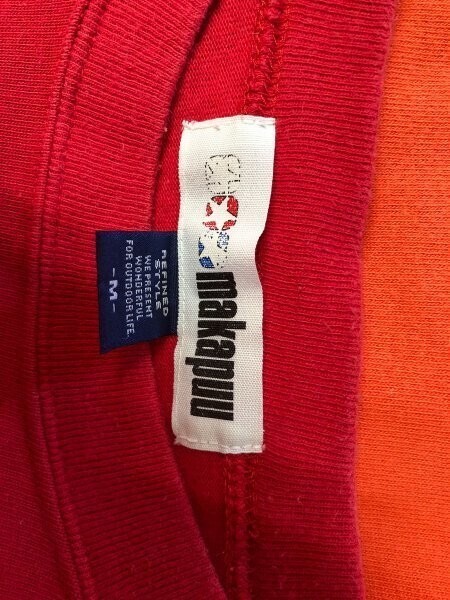 makapuu
REFINED
STYLE
WE PRESENT
WONDERFUL
FOR OUTDOOR LIFE.
-M-